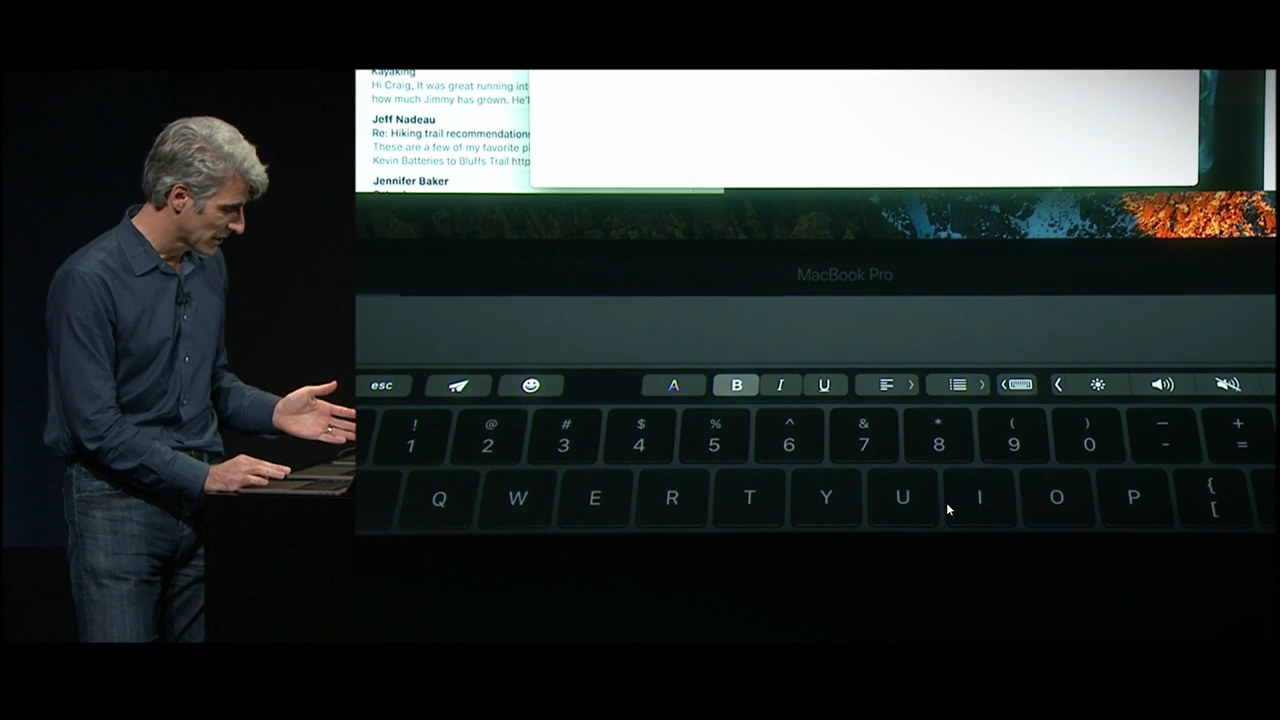 Kayaking
Hi Craig, It was great running int
how much Jimmy has grown. He'l
Jeff Nadeau
Re: Hiking trail recommendations
These are a few of my favorite pl
Kevin Batteries to Bluffs Trail http
Jennifer Baker
MacBook Pro
esc A B I U
! @ # $ % ^ & * ( ) — +
1 2 3 4 5 6 7 8 9 0 - =
Q W E R T Y U I O P {
[